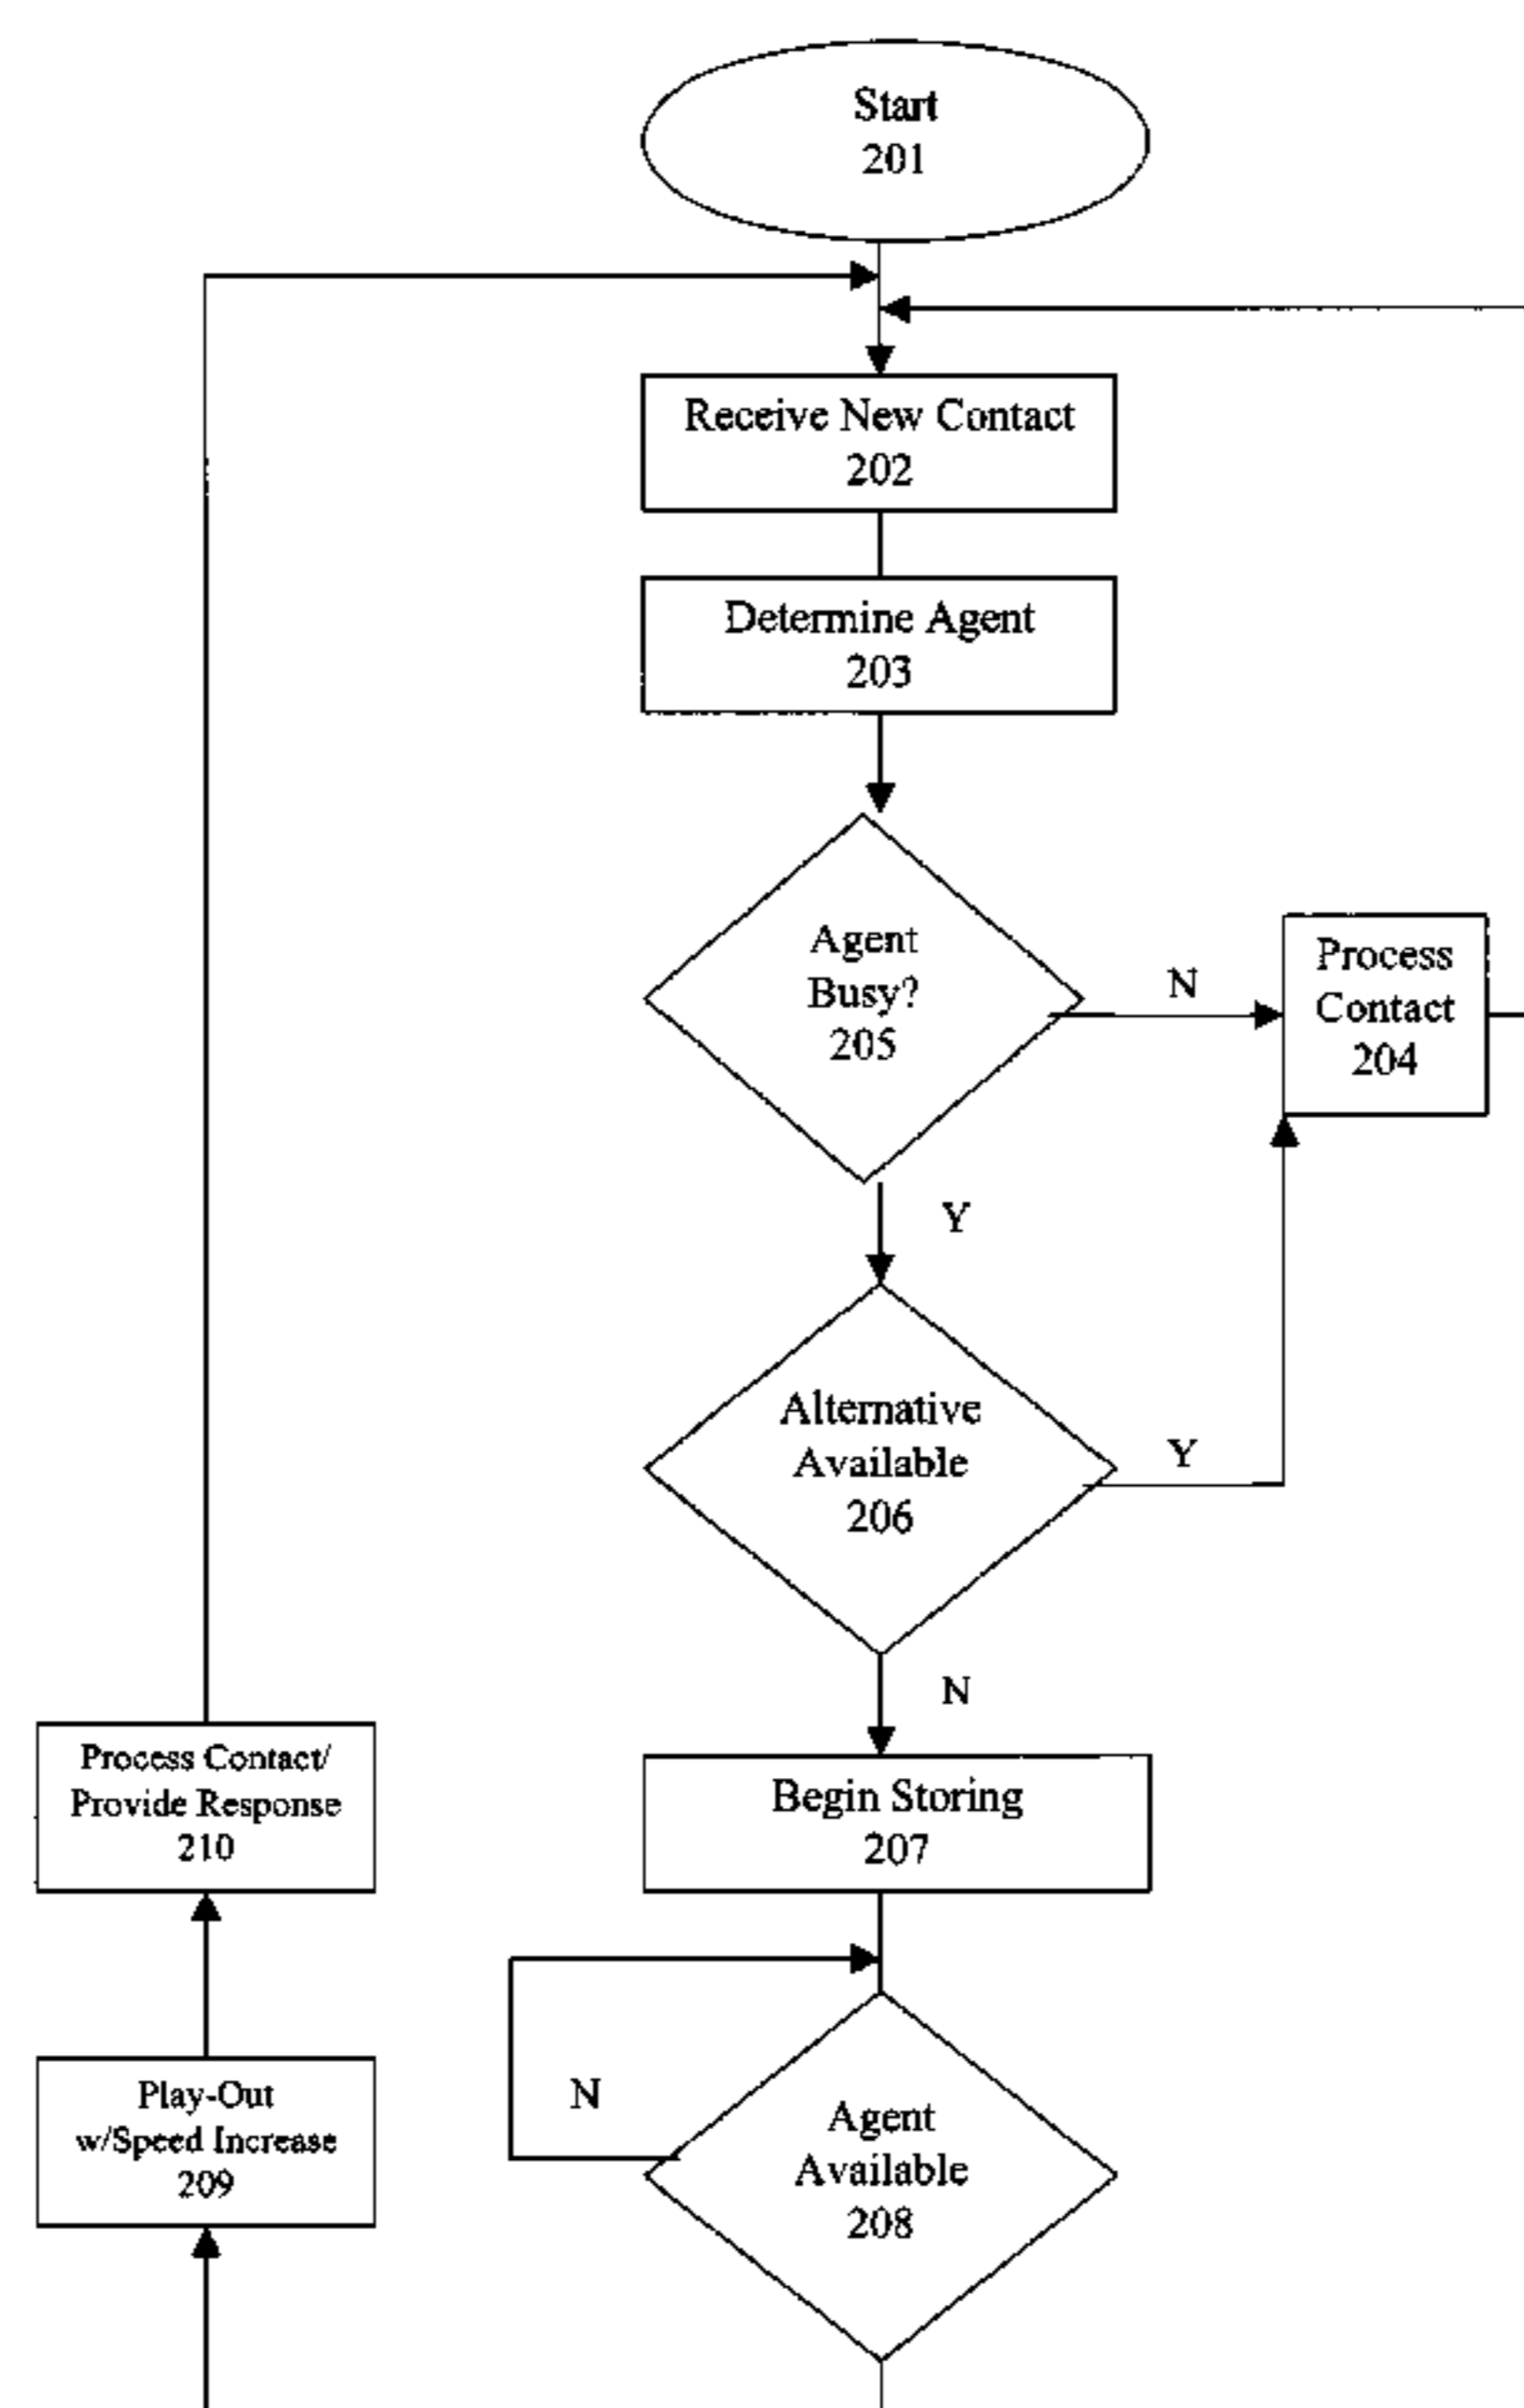 Start
201
Receive New Contact
202
Determine Agent
203
Agent
Busy?
205
N
Process
Contact
204
Y
Alternative
Available
206
Y
N
Begin Storing
207
Process Contact/
Provide Response
210
N
Agent
Available
208
Play-Out
w/Speed Increase
209